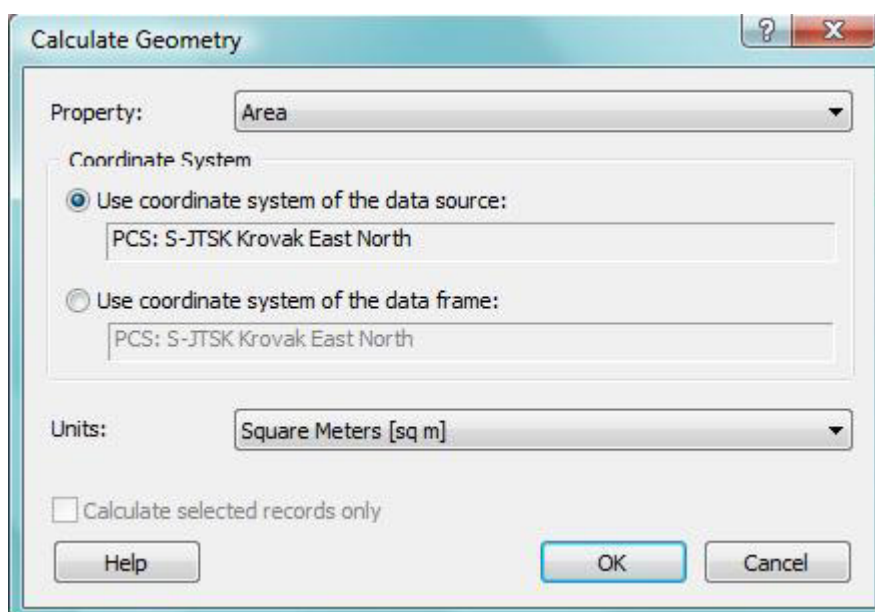 Calculate Geometry
?
Property:
Area
Coordinate System
Use coordinate system of the data source:
PCS: S-JTSK Krovak East North
Use coordinate system of the data frame:
PCS: S-JTSK Krovak East North
Units:
Square Meters [sq m]
Calculate selected records only
Help
OK
Cancel